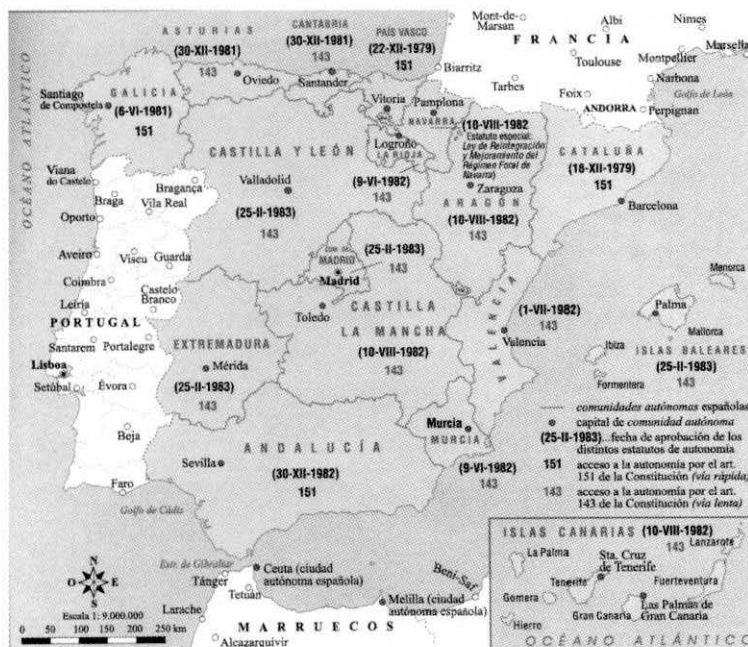 ASTURIAS
(30-XII-1981)
143
Oviedo
CANTABRIA
(30-XII-1981)
143
Santander
PAÍS VASCO
(22-XII-1979)
151
Vitoria
Mont-de-
Marsan
Albi
Nimes
FRANCIA
Toulouse
Montpellier
Marsella
Biarritz
Tarbes
Foix
Narbona
Golfo de León
ANDORRA
Perpignan
OCÉANO ATLÁNTICO
Santiago
de Compostela
GALICIA
(6-VI-1981)
151
Pamplona
NAVARRA
(10-VIII-1982
Estatuto especial:
Ley de Reintegración
y Mejoramiento del
Régimen Foral de
Navarra)
Logroño
LA RIOJA
(9-VI-1982)
143
CASTILLA Y LEÓN
Valladolid
(25-II-1983)
143
Zaragoza
ARAGÓN
(10-VIII-1982)
143
CATALUÑA
(18-XII-1979)
151
Barcelona
Viana
do Castelo
Bragança
Braga
Vila Real
Oporto
Aveiro
Viseu
Guarda
Coimbra
Castelo
Branco
Leiría
PORTUGAL
Santarem
Portalegre
Lisboa
Setúbal
Évora
Beja
Faro
COM. DE
MADRID
(25-II-1983)
143
Madrid
Toledo
CASTILLA
LA MANCHA
(10-VIII-1982)
143
EXTREMADURA
Mérida
(25-II-1983)
143
VALENCIA
(1-VII-1982)
143
Valencia
Menorca
Palma
Mallorca
Ibiza
Formentera
ISLAS BALEARES
(25-II-1983)
143
Murcia
MURCIA
(9-VI-1982)
143
ANDALUCÍA
Sevilla
(30-XII-1982)
151
Golfo de Cádiz
Estr. de Gibraltar
Ceuta (ciudad
autónoma española)
Tánger
Tetuán
Larache
Melilla (ciudad
autónoma española)
Beni-Saf
MARRUECOS
Alcazarquivir
N
O E
S
Escala 1: 9.000.000
0 50 100 150 200 250 km
comunidades autónomas españolas
capital de comunidad autónoma
(25-II-1983)...fecha de aprobación de los
distintos estatutos de autonomía
151 acceso a la autonomía por el art.
151 de la Constitución (vía rápida)
143 acceso a la autonomía por el art.
143 de la Constitución (vía lenta)
ISLAS CANARIAS (10-VIII-1982)
143
Lanzarote
La Palma
Sta. Cruz
de Tenerife
Tenerife
Fuerteventura
Gomera
Gran Canaria
Las Palmas de
Gran Canaria
Hierro
OCÉANO ATLÁNTICO